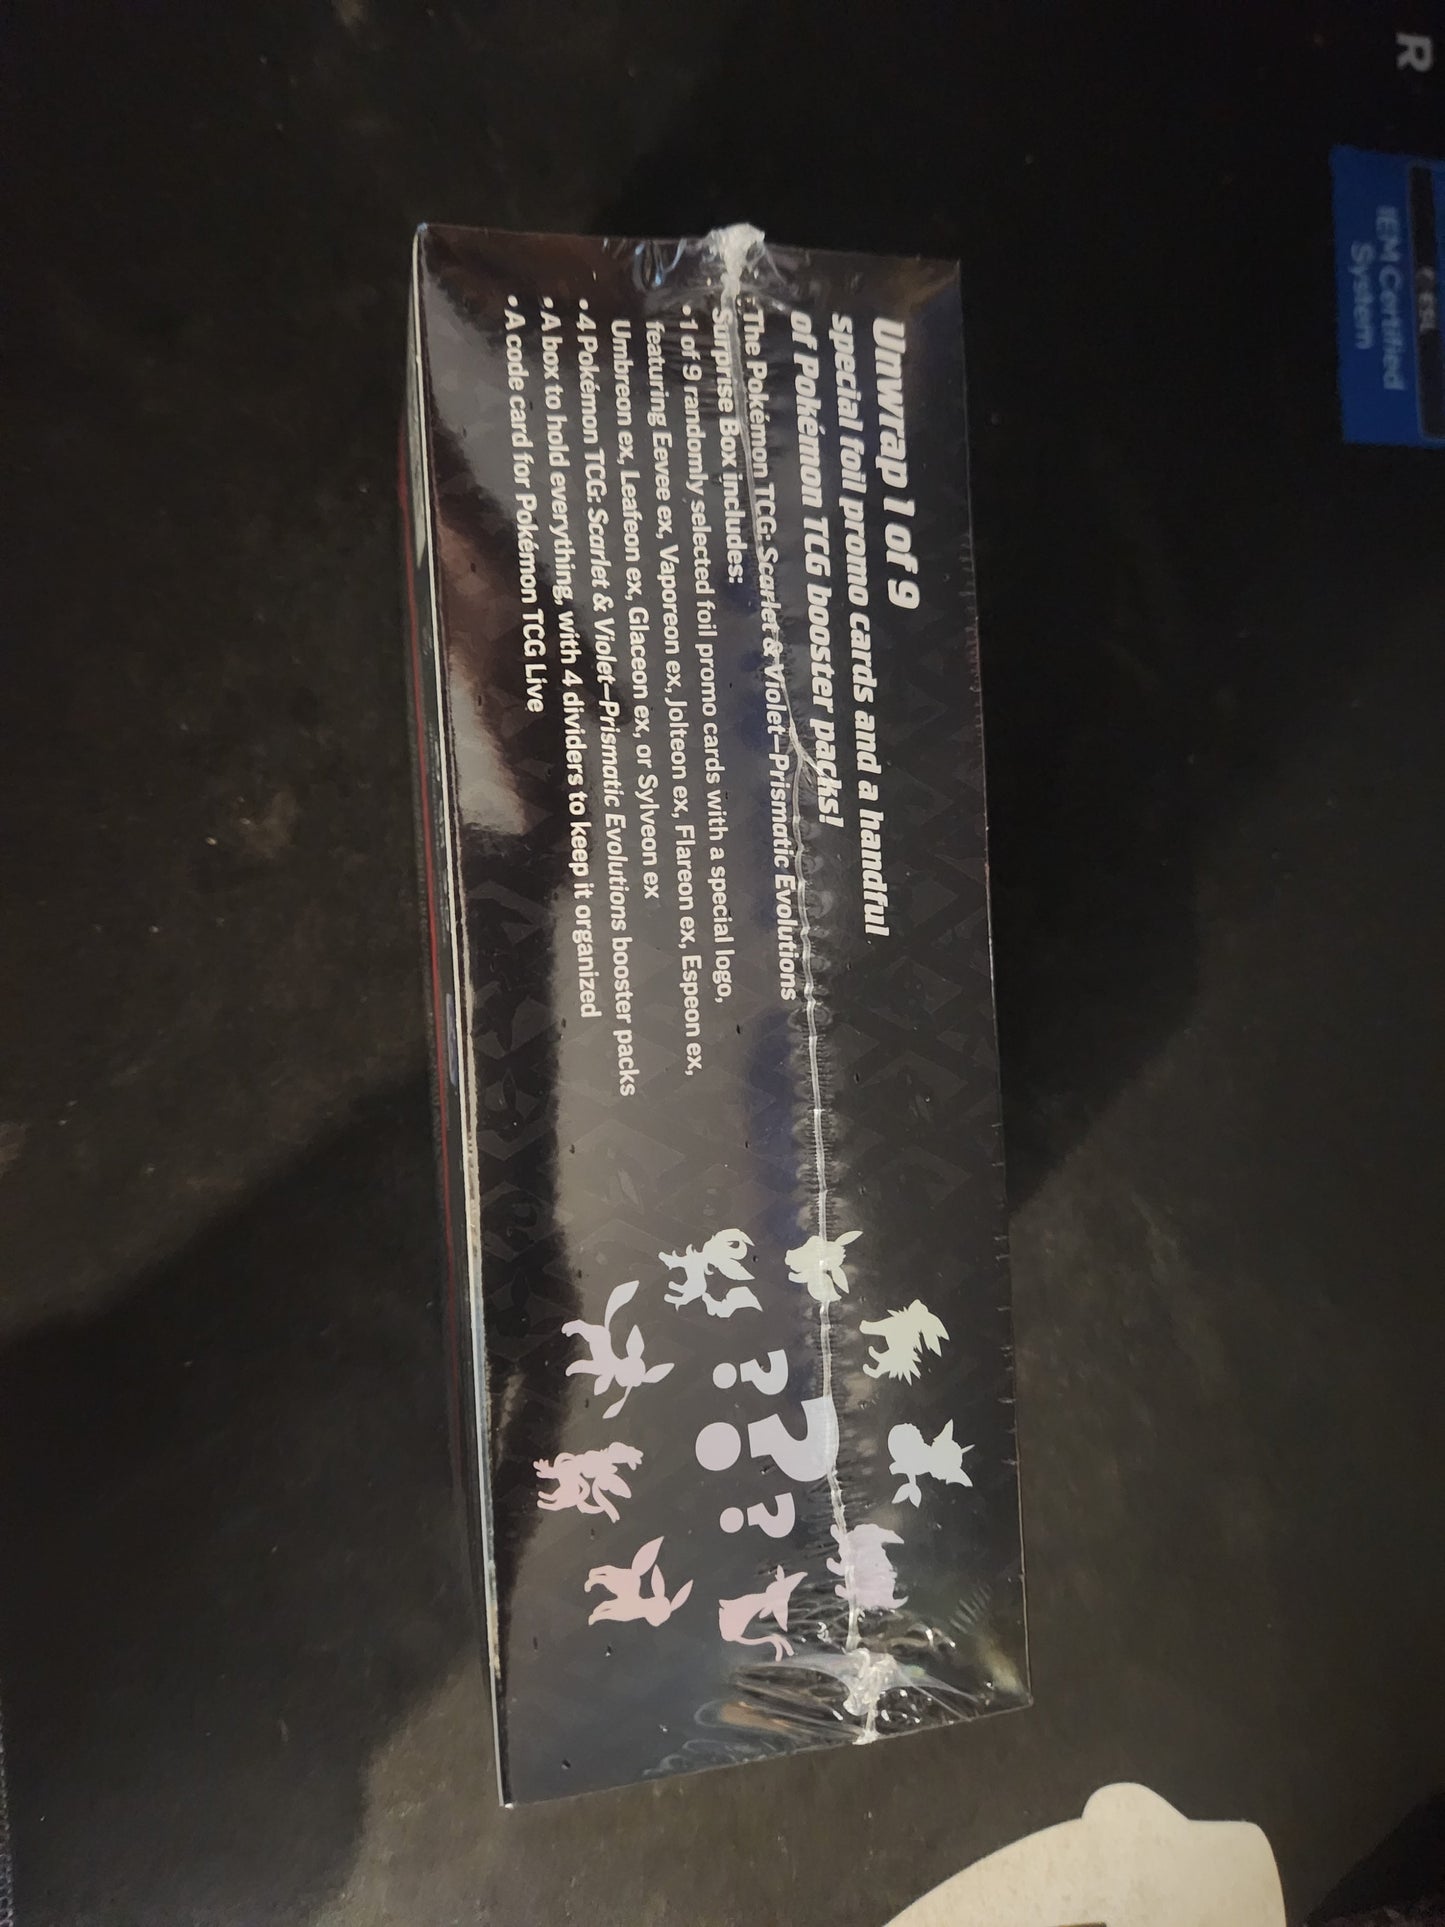 Unwrap 1 of 9
special foil promo cards and a handful
of Pokémon TCG booster packs!
The Pokémon TCG: Scarlet & Violet—Prismatic Evolutions
Surprise Box includes:
• 1 of 9 randomly selected foil promo cards with a special logo,
featuring Eevee ex, Vaporeon ex, Jolteon ex, Flareon ex, Espeon ex,
Umbreon ex, Leafeon ex, Glaceon ex, or Sylveon ex
• 4 Pokémon TCG: Scarlet & Violet—Prismatic Evolutions booster packs
• A box to hold everything, with 4 dividers to keep it organized
• A code card for Pokémon TCG Live
? ? ?
R
IEM Certified
System